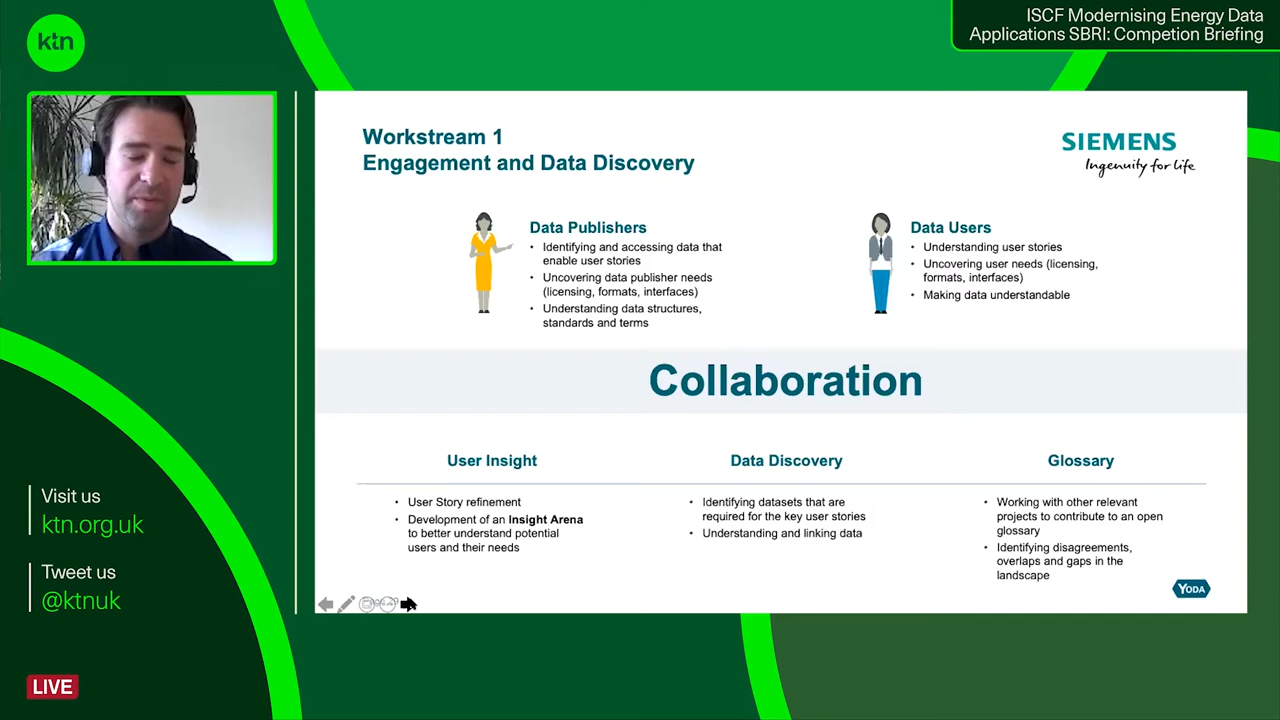 ktn
ISCF Modernising Energy Data
Applications SBRI: Competion Briefing
Workstream 1
Engagement and Data Discovery
SIEMENS
Ingenuity for life
Data Publishers
• Identifying and accessing data that
enable user stories
• Uncovering data publisher needs
(licensing, formats, interfaces)
• Understanding data structures,
standards and terms
Data Users
• Understanding user stories
• Uncovering user needs (licensing,
formats, interfaces)
• Making data understandable
Collaboration
User Insight
• User Story refinement
• Development of an Insight Arena
to better understand potential
users and their needs
Data Discovery
• Identifying datasets that are
required for the key user stories
• Understanding and linking data
Glossary
• Working with other relevant
projects to contribute to an open
glossary
• Identifying disagreements,
overlaps and gaps in the
landscape
YODA
Visit us
ktn.org.uk
Tweet us
@ktnuk
LIVE